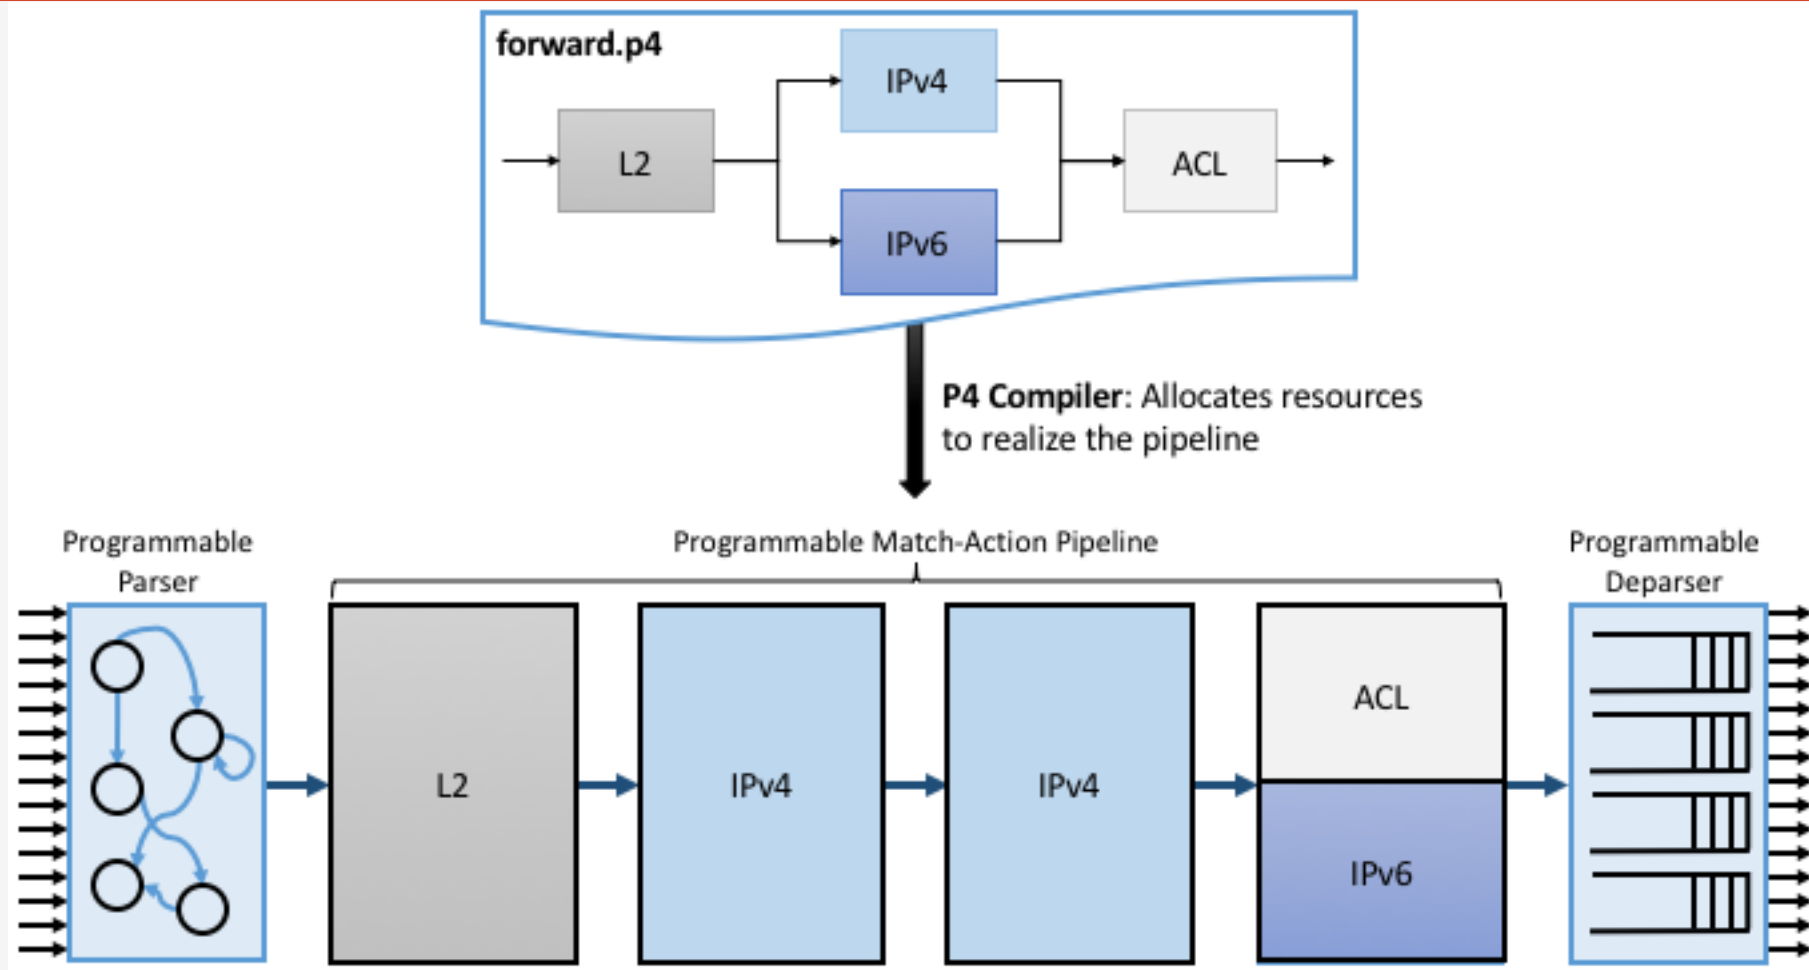 forward.p4
IPv4
L2
ACL
IPv6
P4 Compiler: Allocates resources
to realize the pipeline
Programmable
Parser
Programmable Match-Action Pipeline
Programmable
Deparser
L2
IPv4
IPv4
ACL
IPv6